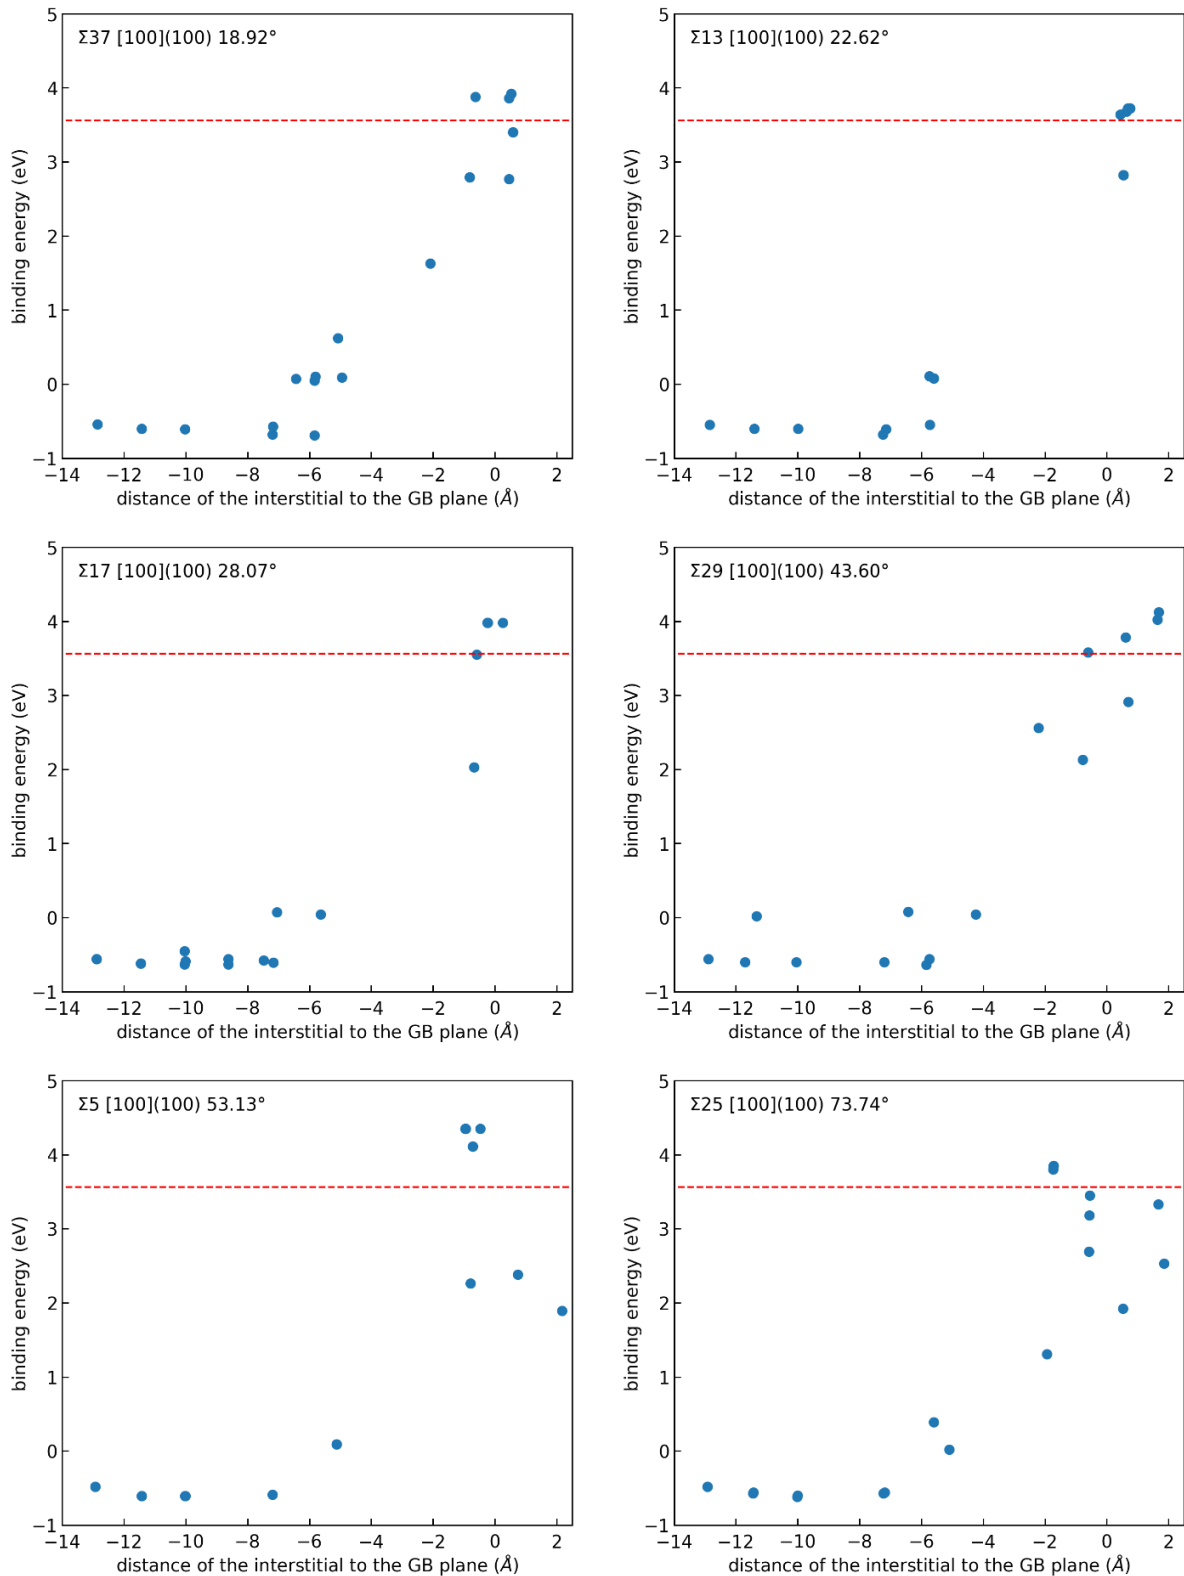 Σ37 [100](100) 18.92°
binding energy (eV)
5
4
3
2
1
0
−1
−14 −12 −10 −8 −6 −4 −2 0 2
distance of the interstitial to the GB plane (Å)
Σ13 [100](100) 22.62°
binding energy (eV)
5
4
3
2
1
0
−1
−14 −12 −10 −8 −6 −4 −2 0 2
distance of the interstitial to the GB plane (Å)
Σ17 [100](100) 28.07°
binding energy (eV)
5
4
3
2
1
0
−1
−14 −12 −10 −8 −6 −4 −2 0 2
distance of the interstitial to the GB plane (Å)
Σ29 [100](100) 43.60°
binding energy (eV)
5
4
3
2
1
0
−1
−14 −12 −10 −8 −6 −4 −2 0 2
distance of the interstitial to the GB plane (Å)
Σ5 [100](100) 53.13°
binding energy (eV)
5
4
3
2
1
0
−1
−14 −12 −10 −8 −6 −4 −2 0 2
distance of the interstitial to the GB plane (Å)
Σ25 [100](100) 73.74°
binding energy (eV)
5
4
3
2
1
0
−1
−14 −12 −10 −8 −6 −4 −2 0 2
distance of the interstitial to the GB plane (Å)